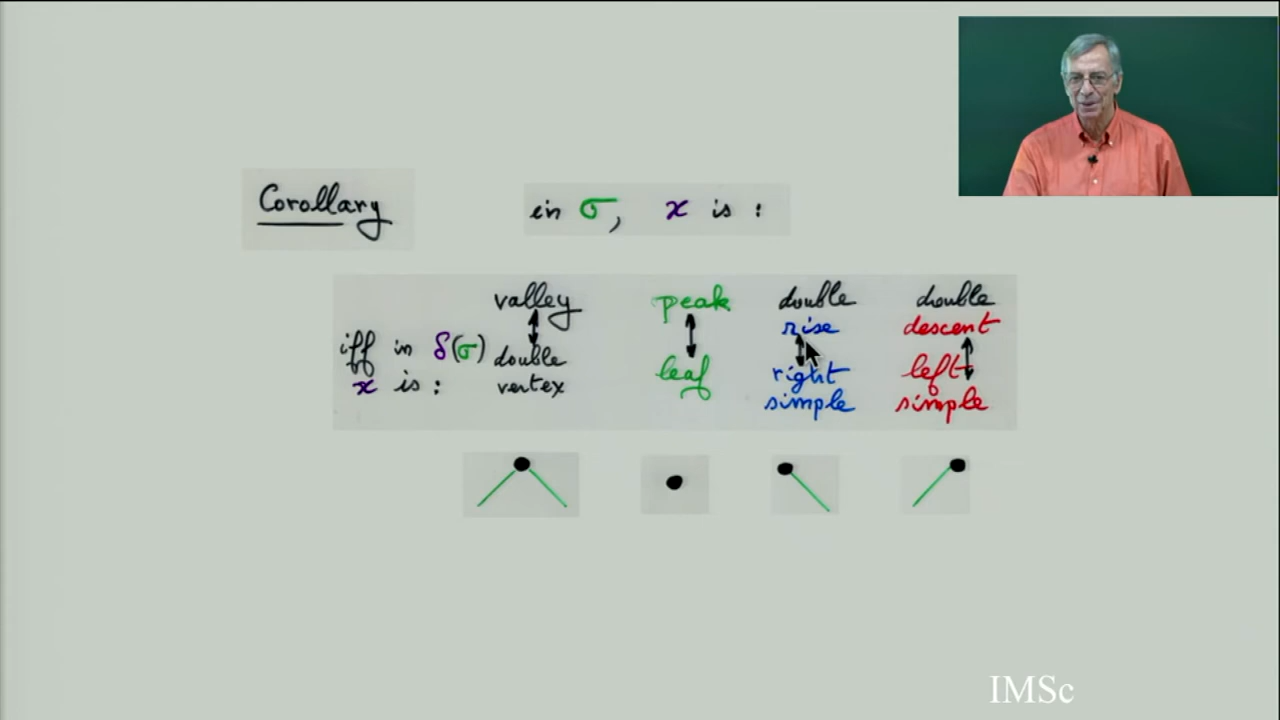 Corollary
in σ, x is :
valley peak double double
rise descent
iff in δ(σ) double leaf right left
x is : vertex simple simple
IMSc